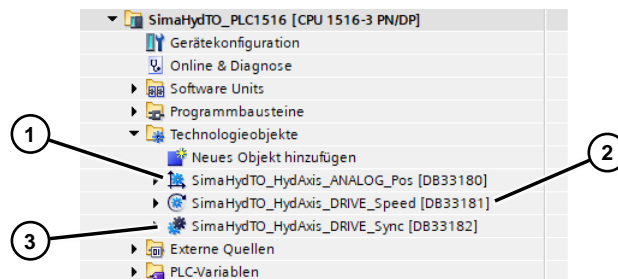 SimaHydTO_PLC1516 [CPU 1516-3 PN/DP]
Gerätekonfiguration
Online & Diagnose
Software Units
Programmbausteine
1
Technologieobjekte
2
Neues Objekt hinzufügen
SimaHydTO_HydAxis_ANALOG_Pos [DB33180]
SimaHydTO_HydAxis_DRIVE_Speed [DB33181]
SimaHydTO_HydAxis_DRIVE_Sync [DB33182]
3
Externe Quellen
PLC-Variablen